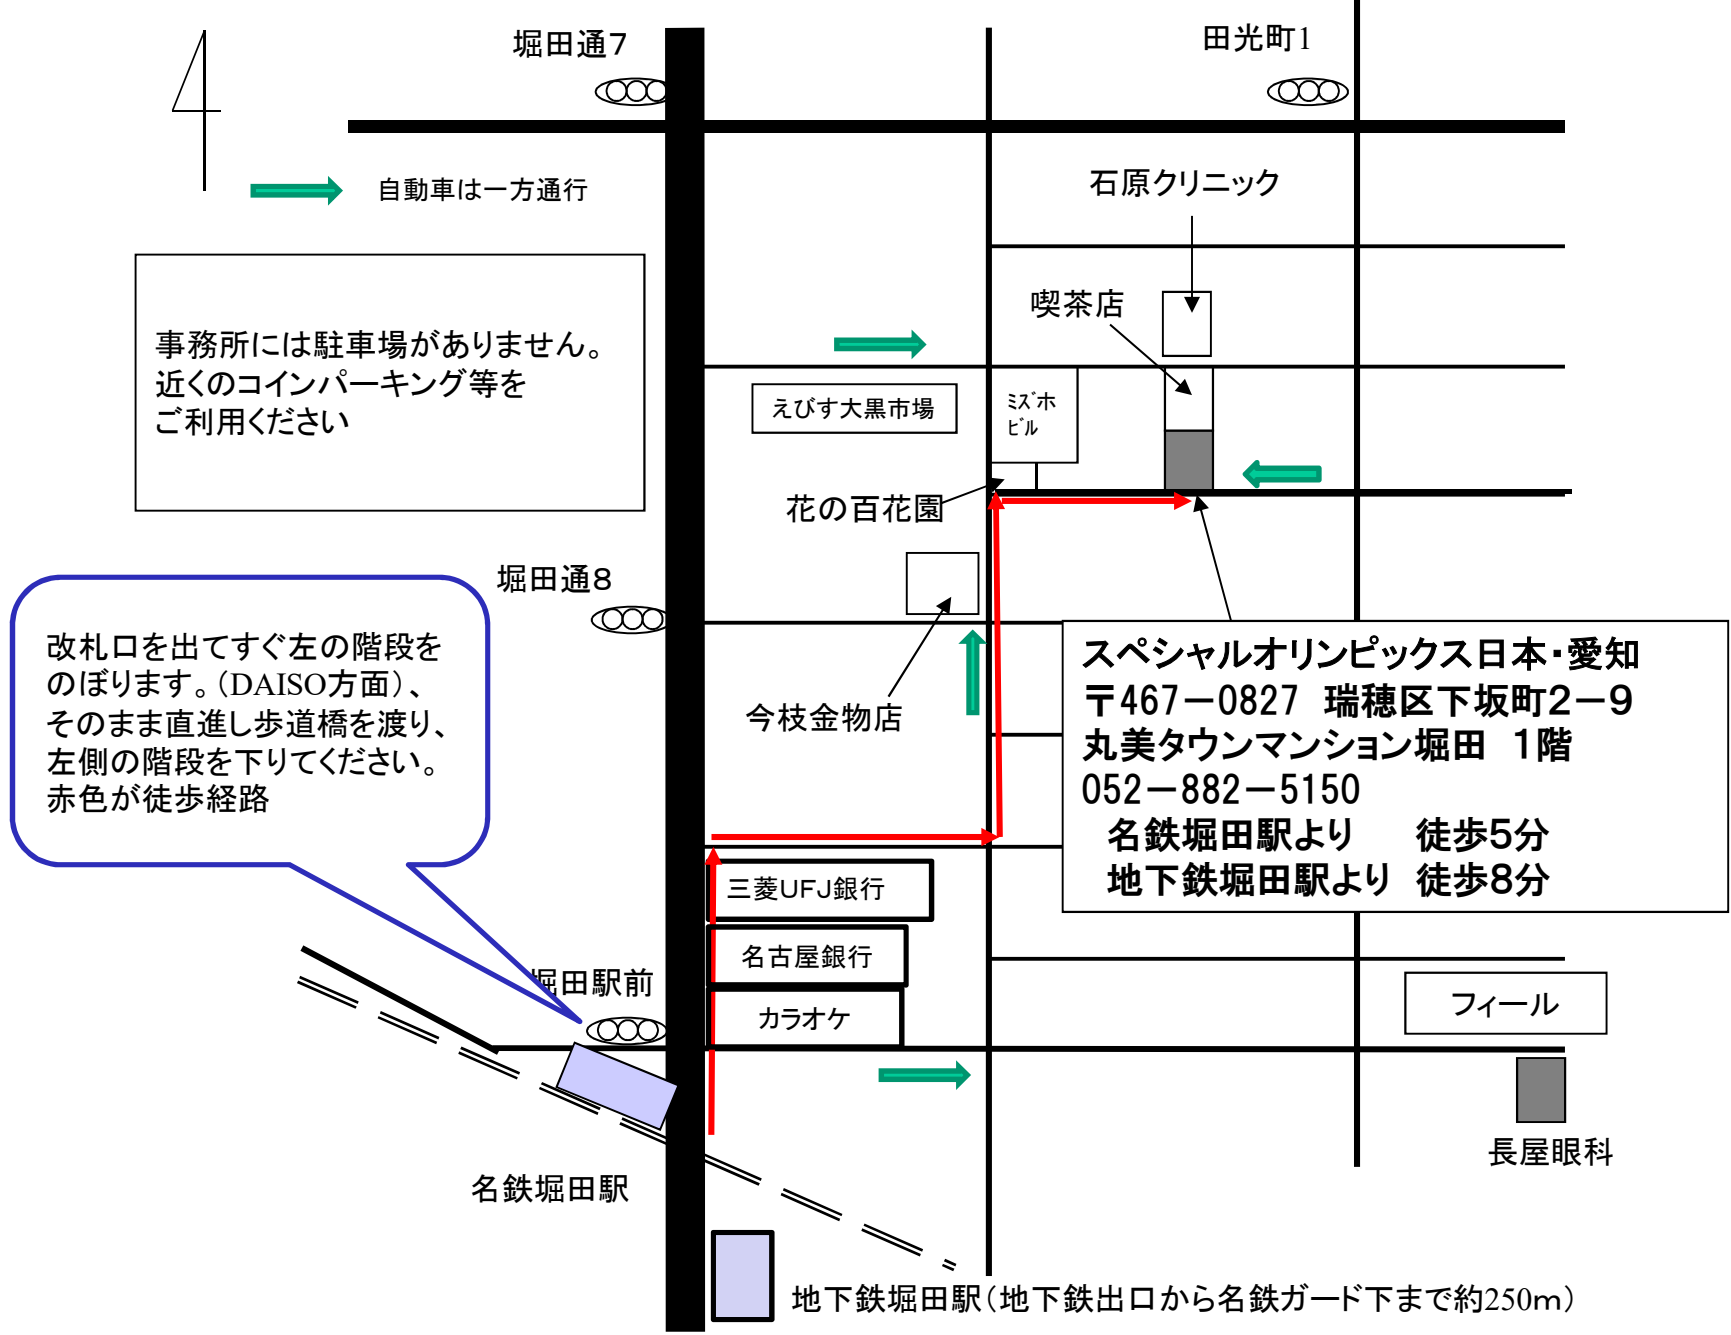 堀田通7
田光町1
自動車は一方通行
石原クリニック
事務所には駐車場がありません。
近くのコインパーキング等を
ご利用ください
喫茶店
えびす大黒市場
ミズホ
ビル
花の百花園
堀田通8
今枝金物店
改札口を出てすぐ左の階段を
のぼります。（DAISO方面）、
そのまま直進し歩道橋を渡り、
左側の階段を下りてください。
赤色が徒歩経路
スペシャルオリンピックス日本・愛知
〒467－0827 瑞穂区下坂町2－9
丸美タウンマンション堀田 1階
052－882－5150
名鉄堀田駅より 徒歩5分
地下鉄堀田駅より 徒歩8分
三菱UFJ銀行
名古屋銀行
カラオケ
堀田駅前
フィール
長屋眼科
名鉄堀田駅
地下鉄堀田駅（地下鉄出口から名鉄ガード下まで約250m）